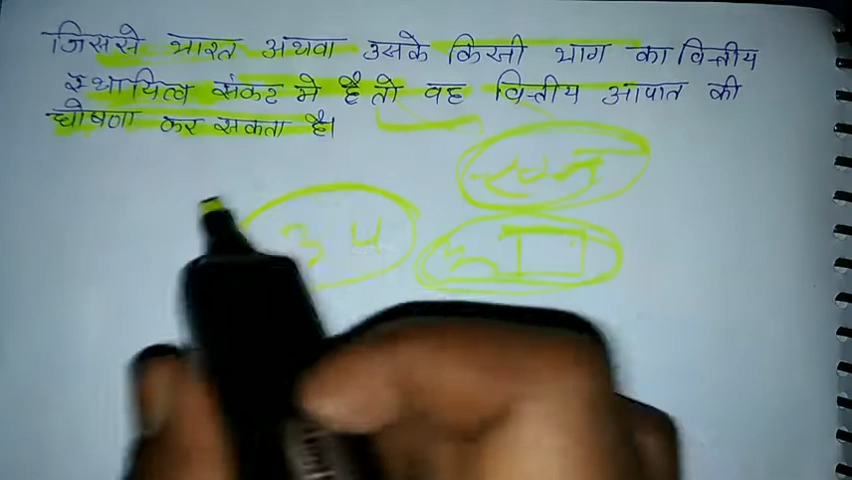 जिससे भारत अथवा उसके किसी भाग का वित्तीय
स्थायित्व संकट मे है तो वह वित्तीय आपात की
घोषणा कर सकता है।